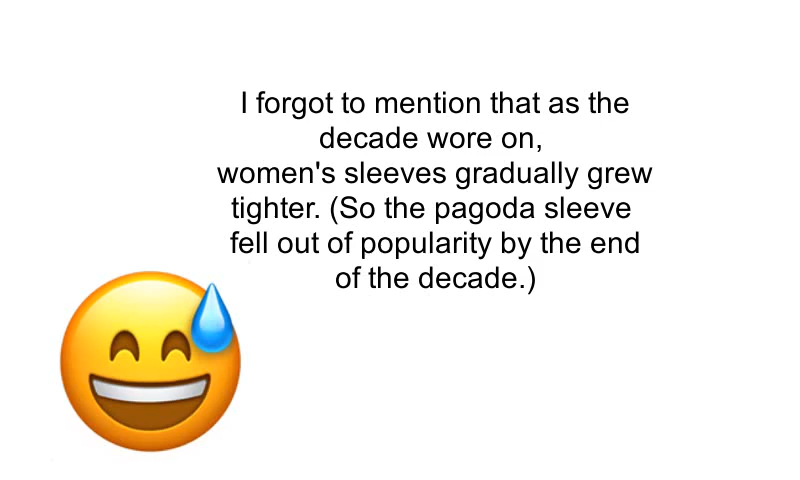 I forgot to mention that as the
decade wore on,
women's sleeves gradually grew
tighter. (So the pagoda sleeve
fell out of popularity by the end
of the decade.)